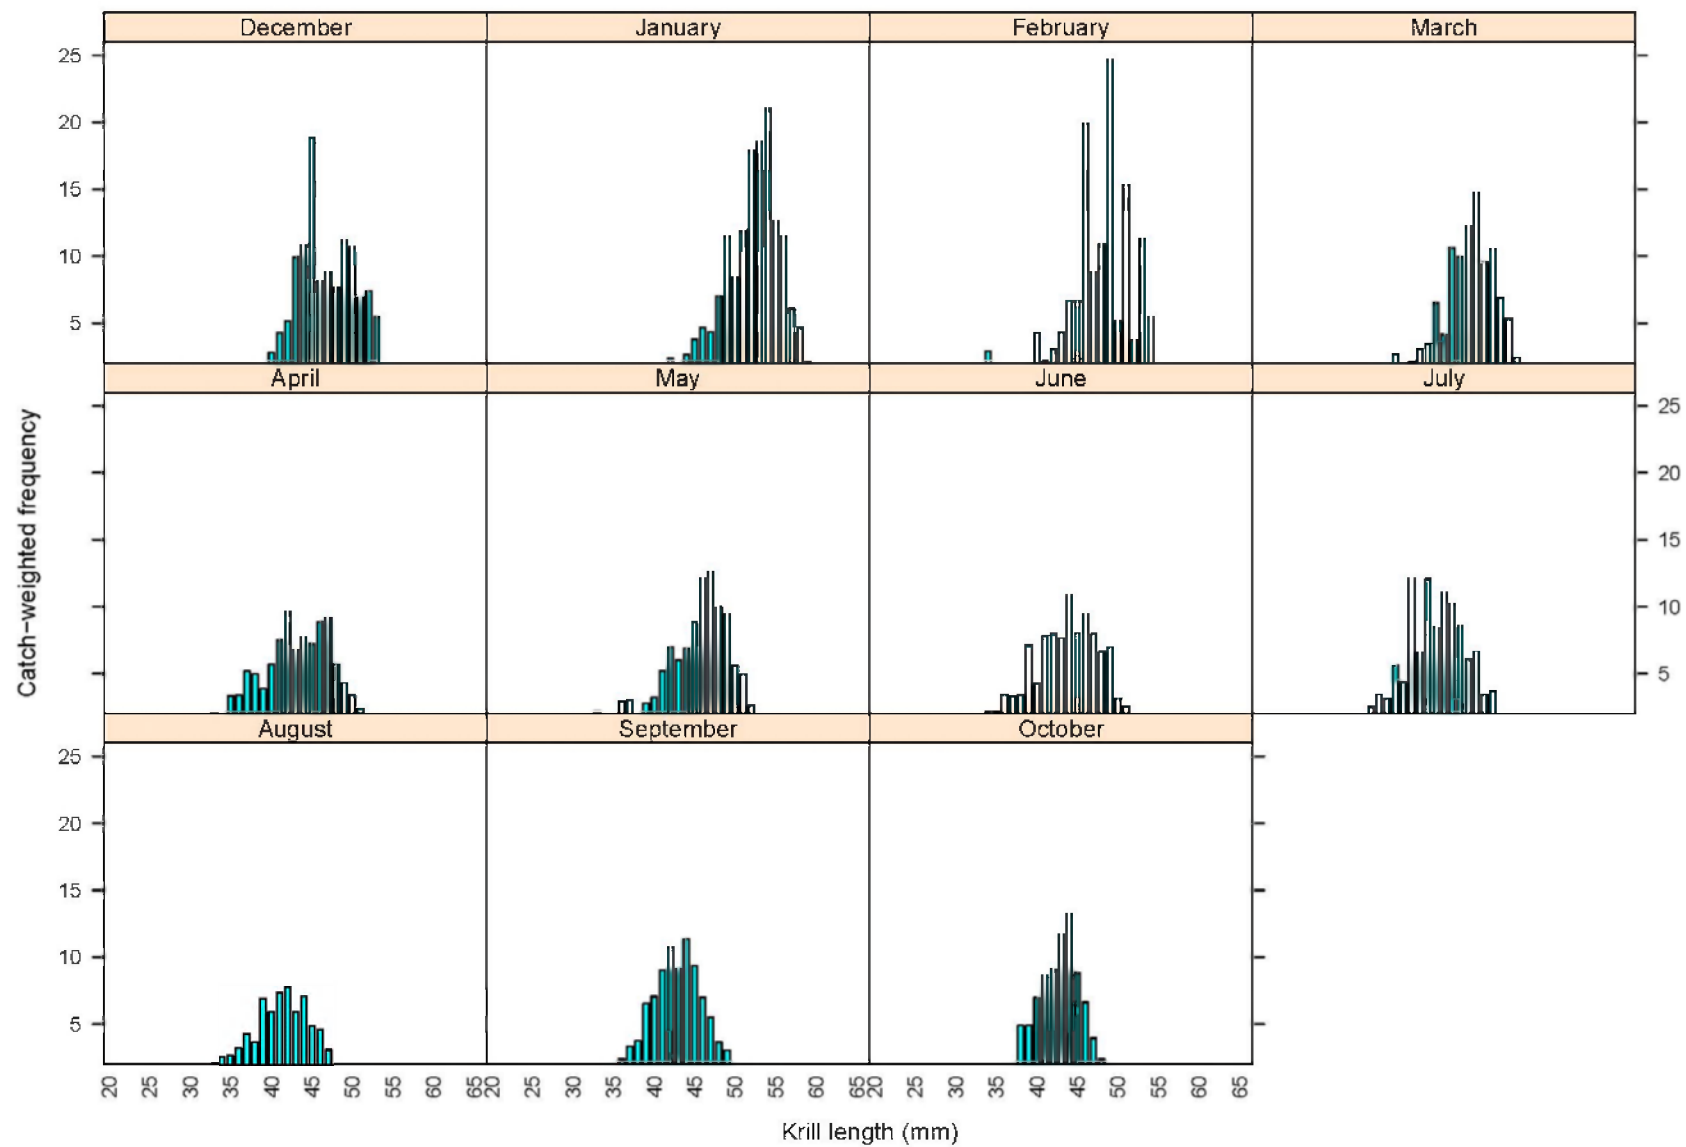 December January February March
25
20
15
10
5
April May June July
25
20
15
10
5
Catch-weighted frequency
August September October
25
20
15
10
5
20 25 30 35 40 45 50 55 60 65 20 25 30 35 40 45 50 55 60 65 20 25 30 35 40 45 50 55 60 65
Krill length (mm)